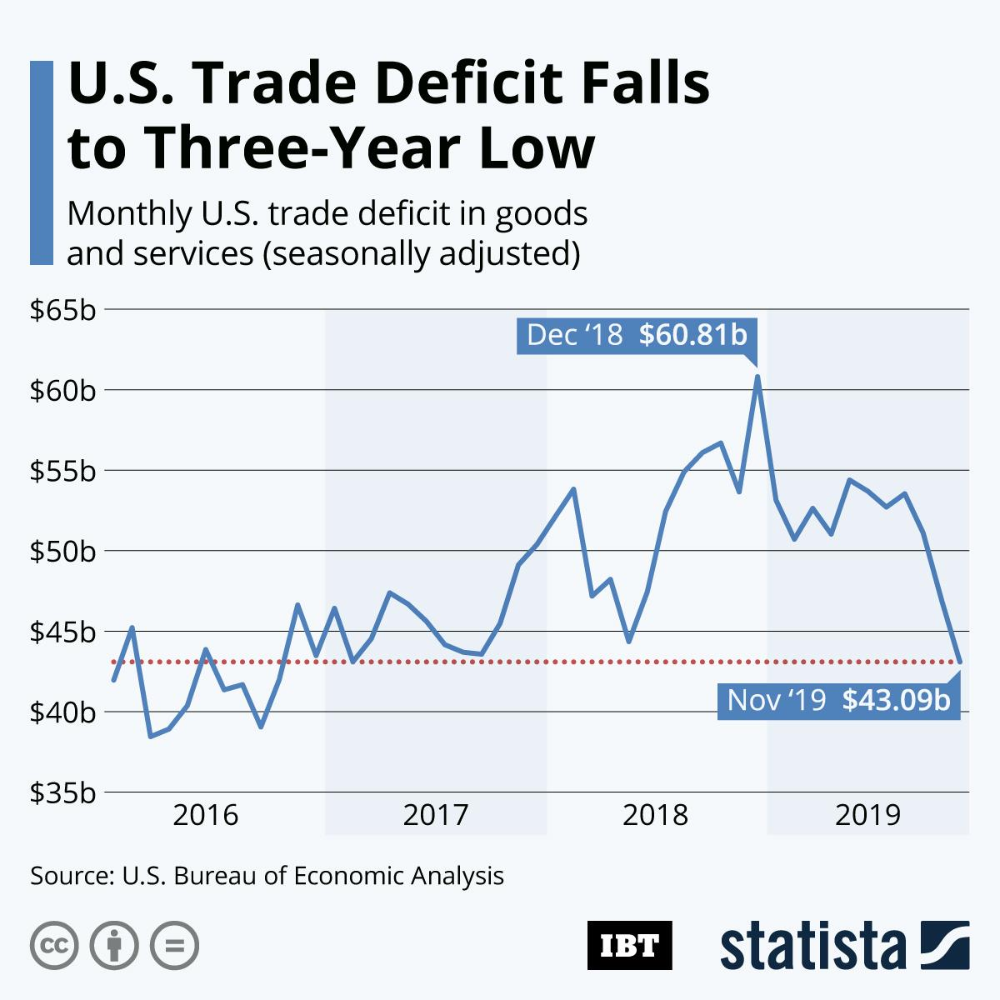 U.S. Trade Deficit Falls
to Three-Year Low
Monthly U.S. trade deficit in goods
and services (seasonally adjusted)
$65b
Dec ‘18 $60.81b
$60b
$55b
$50b
$45b
Nov ‘19 $43.09b
$40b
$35b
2016 2017 2018 2019
Source: U.S. Bureau of Economic Analysis
cc
IBT
statista